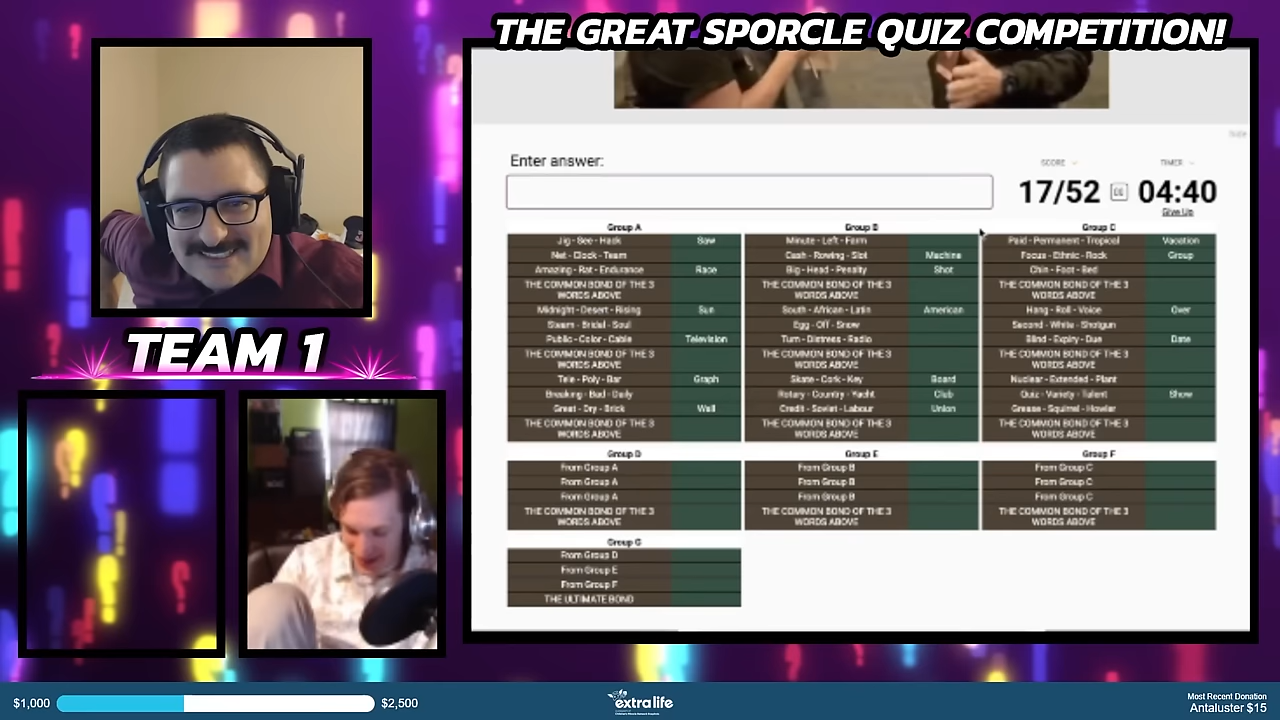 THE GREAT SPORCLE QUIZ COMPETITION!
TEAM 1
Enter answer:
SCORE
TIMER
17/52
04:40
Give Up
Group A
Jig - See - Hack Saw
Net - Clock - Team
Amazing - Rat - Endurance Race
THE COMMON BOND OF THE 3
WORDS ABOVE
Midnight - Desert - Rising Sun
Steam - Bridal - Soul
Public - Color - Cable Television
THE COMMON BOND OF THE 3
WORDS ABOVE
Tele - Poly - Bar Graph
Breaking - Bad - Daily
Great - Dry - Brick Wall
THE COMMON BOND OF THE 3
WORDS ABOVE
Group B
Minute - Left - Farm
Cash - Rowing - Slot Machine
Big - Head - Penalty Shot
THE COMMON BOND OF THE 3
WORDS ABOVE
South - African - Latin American
Egg - Off - Snow
Turn - Distress - Radio
THE COMMON BOND OF THE 3
WORDS ABOVE
Skate - Cork - Key Board
Rotary - Country - Yacht Club
Credit - Soviet - Labour Union
THE COMMON BOND OF THE 3
WORDS ABOVE
Group C
Paid - Permanent - Tropical Vacation
Focus - Ethnic - Rock Group
Chin - Foot - Bed
THE COMMON BOND OF THE 3
WORDS ABOVE
Hang - Roll - Voice Over
Second - White - Shotgun
Blind - Expiry - Due Date
THE COMMON BOND OF THE 3
WORDS ABOVE
Nuclear - Extended - Plant
Quiz - Variety - Talent Show
Grease - Squirrel - Howler
THE COMMON BOND OF THE 3
WORDS ABOVE
Group D
From Group A
From Group A
From Group A
THE COMMON BOND OF THE 3
WORDS ABOVE
Group E
From Group B
From Group B
From Group B
THE COMMON BOND OF THE 3
WORDS ABOVE
Group F
From Group C
From Group C
From Group C
THE COMMON BOND OF THE 3
WORDS ABOVE
Group G
From Group D
From Group E
From Group F
THE ULTIMATE BOND
$1,000
$2,500
extralife
Most Recent Donation
Antaluster $15